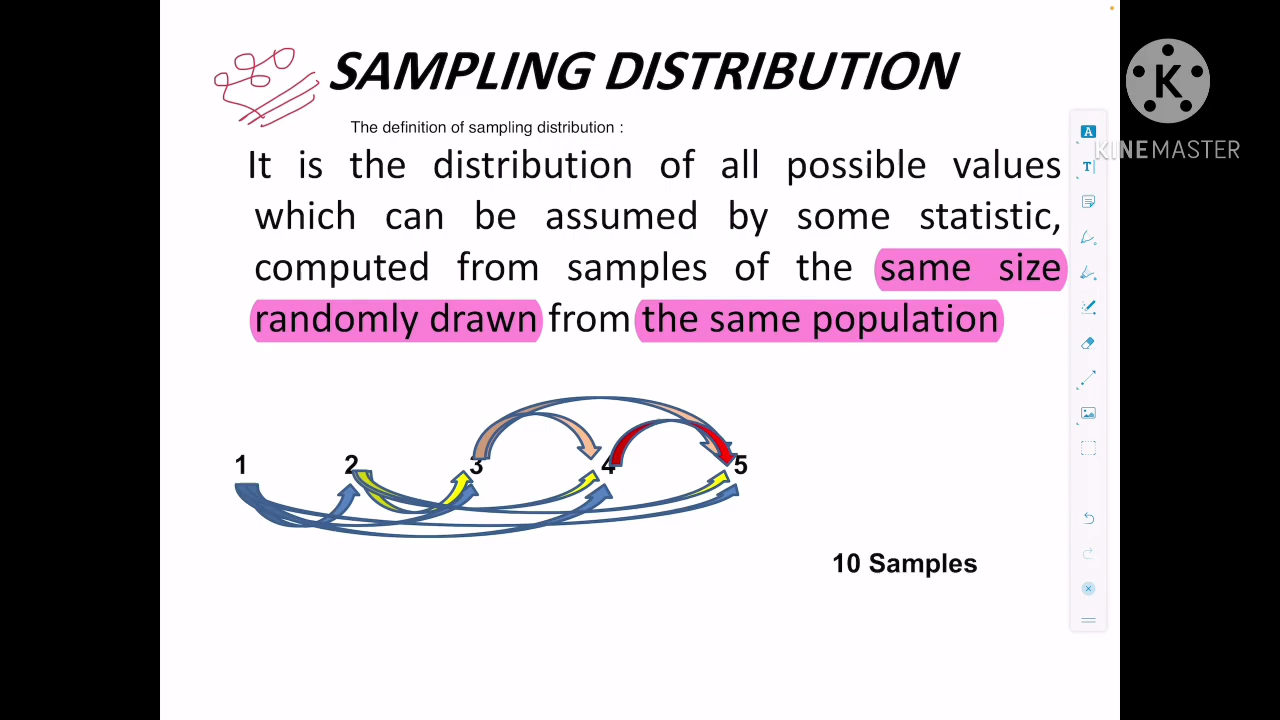 SAMPLING DISTRIBUTION
The definition of sampling distribution :
It is the distribution of all possible values
which can be assumed by some statistic,
computed from samples of the same size
randomly drawn from the same population
1 2 3 4 5
10 Samples
K
KINEMASTER
A
T